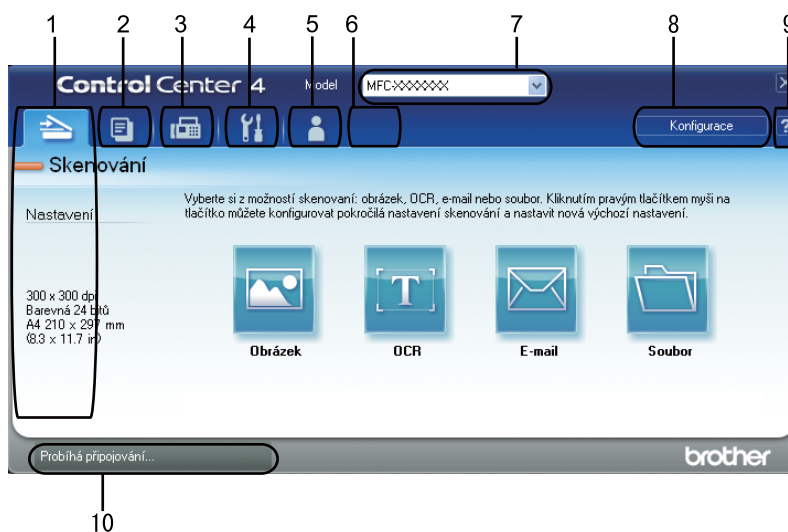 1 2 3 4 5 6 7 8 9
Control Center 4 Model MFC-XXXXXXX
Konfigurace ?
Skenování
Nastavení
Vyberte si z možností skenovaní: obrázek, OCR, e-mail nebo soubor. Kliknutím pravým tlačítkem myši na
tlačítko můžete konfigurovat pokročilá nastavení skenování a nastavit nová výchozí nastavení.
300 x 300 dpi
Barevná 24 bitů
A4 210 x 297 mm
(8.3 x 11.7 in)
T
Obrázek OCR E-mail Soubor
Probíhá připojování...
brother
10